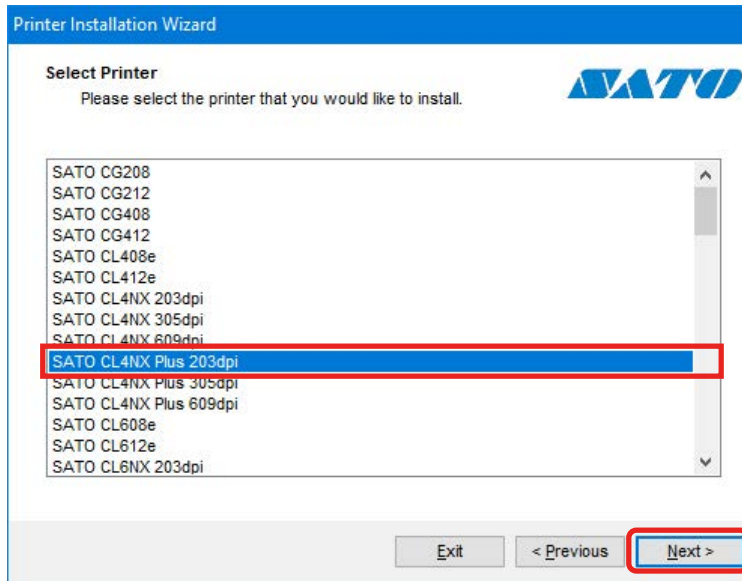 Printer Installation Wizard
Select Printer
Please select the printer that you would like to install.
SATO
SATO CG208
SATO CG212
SATO CG408
SATO CG412
SATO CL408e
SATO CL412e
SATO CL4NX 203dpi
SATO CL4NX 305dpi
SATO CL4NX 609dpi
SATO CL4NX Plus 203dpi
SATO CL4NX Plus 305dpi
SATO CL4NX Plus 609dpi
SATO CL608e
SATO CL612e
SATO CL6NX 203dpi
Exit
< Previous
Next >